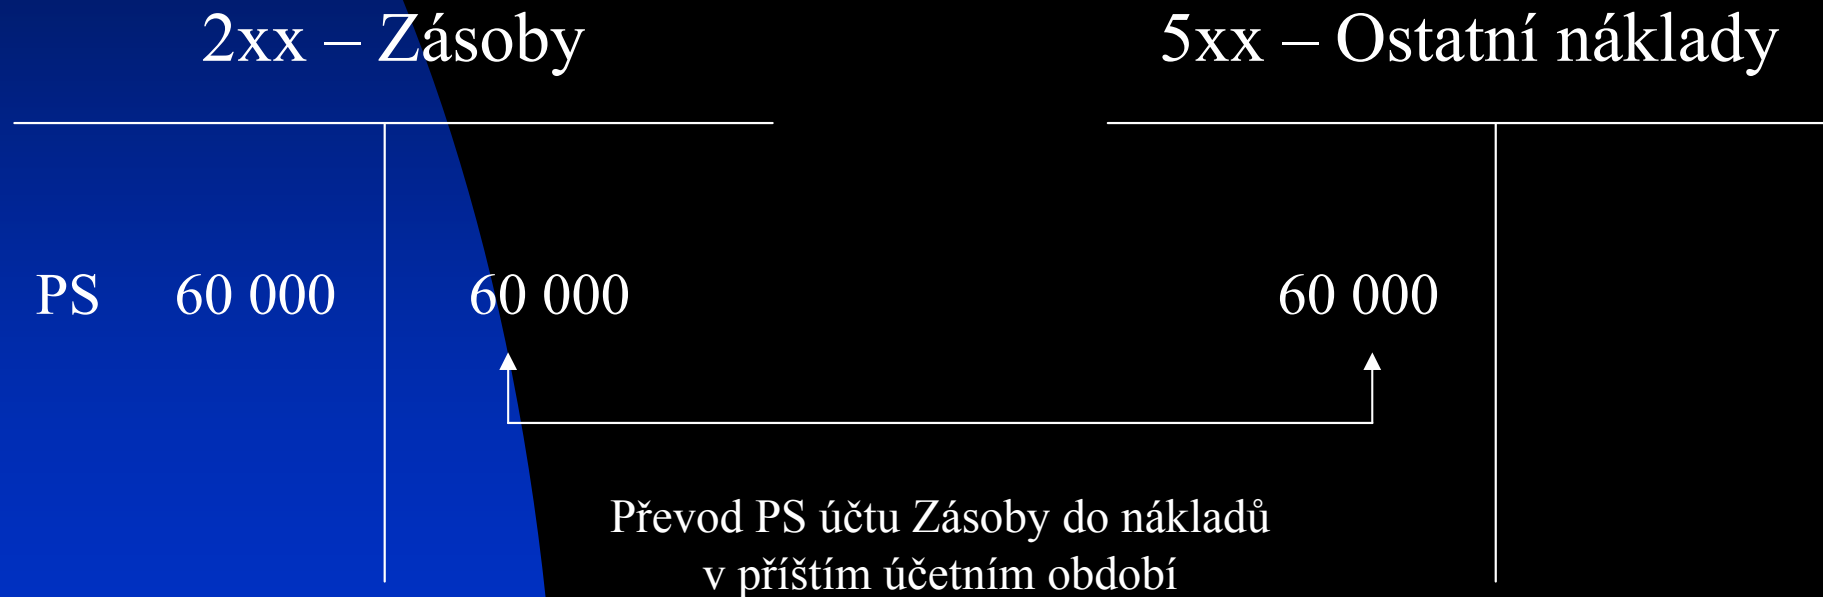 2xx – Zásoby
5xx – Ostatní náklady
PS 60 000 60 000 60 000
Převod PS účtu Zásoby do nákladů
v příštím účetním období